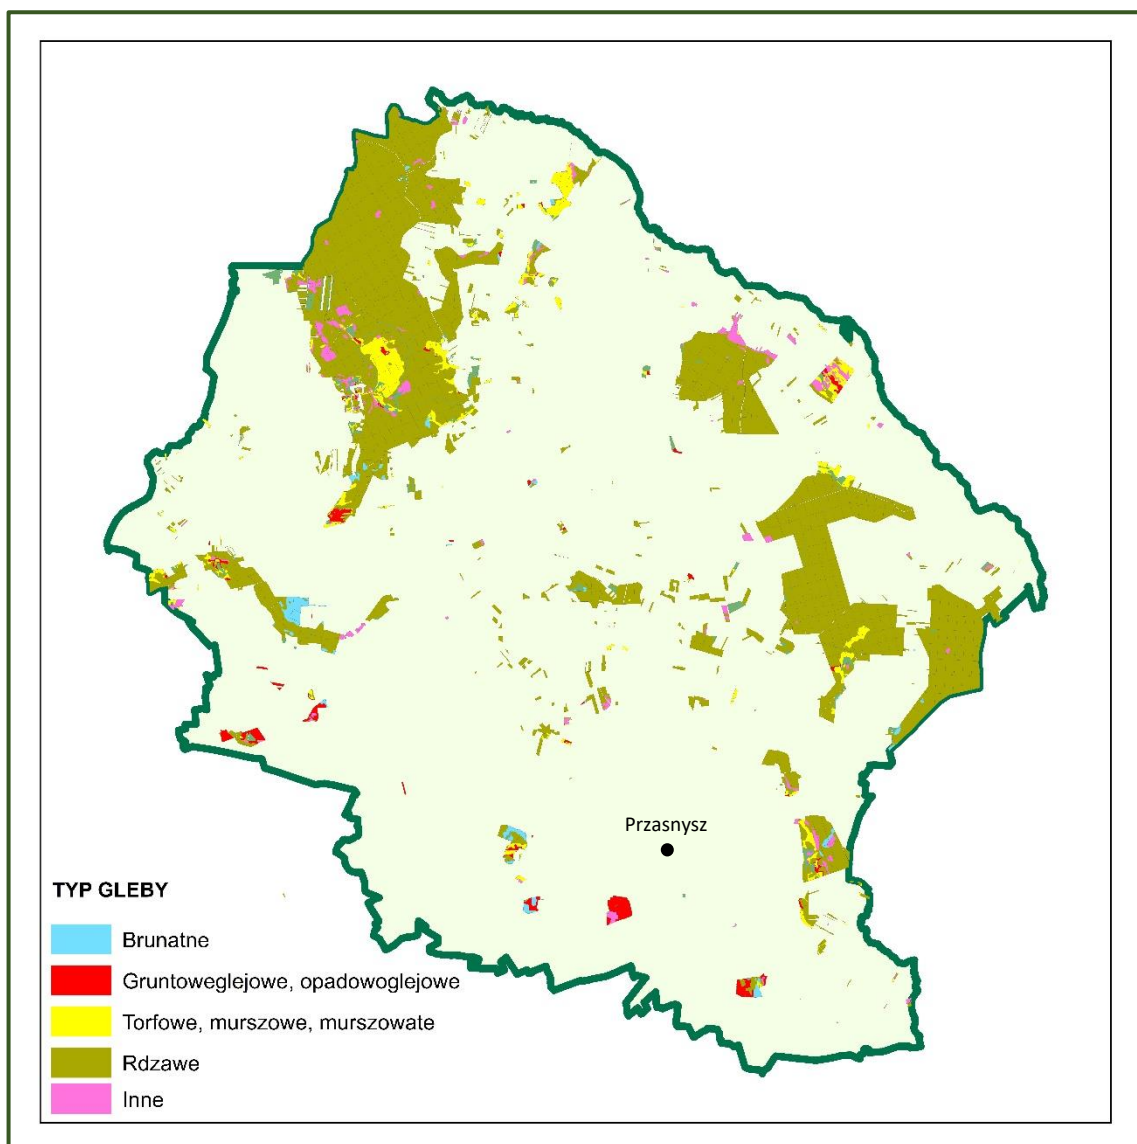 Przasnysz
TYP GLEBY
Brunatne
Gruntoweglejowe, opadowoglejowe
Torfowe, murszowe, murszowate
Rdzawe
Inne